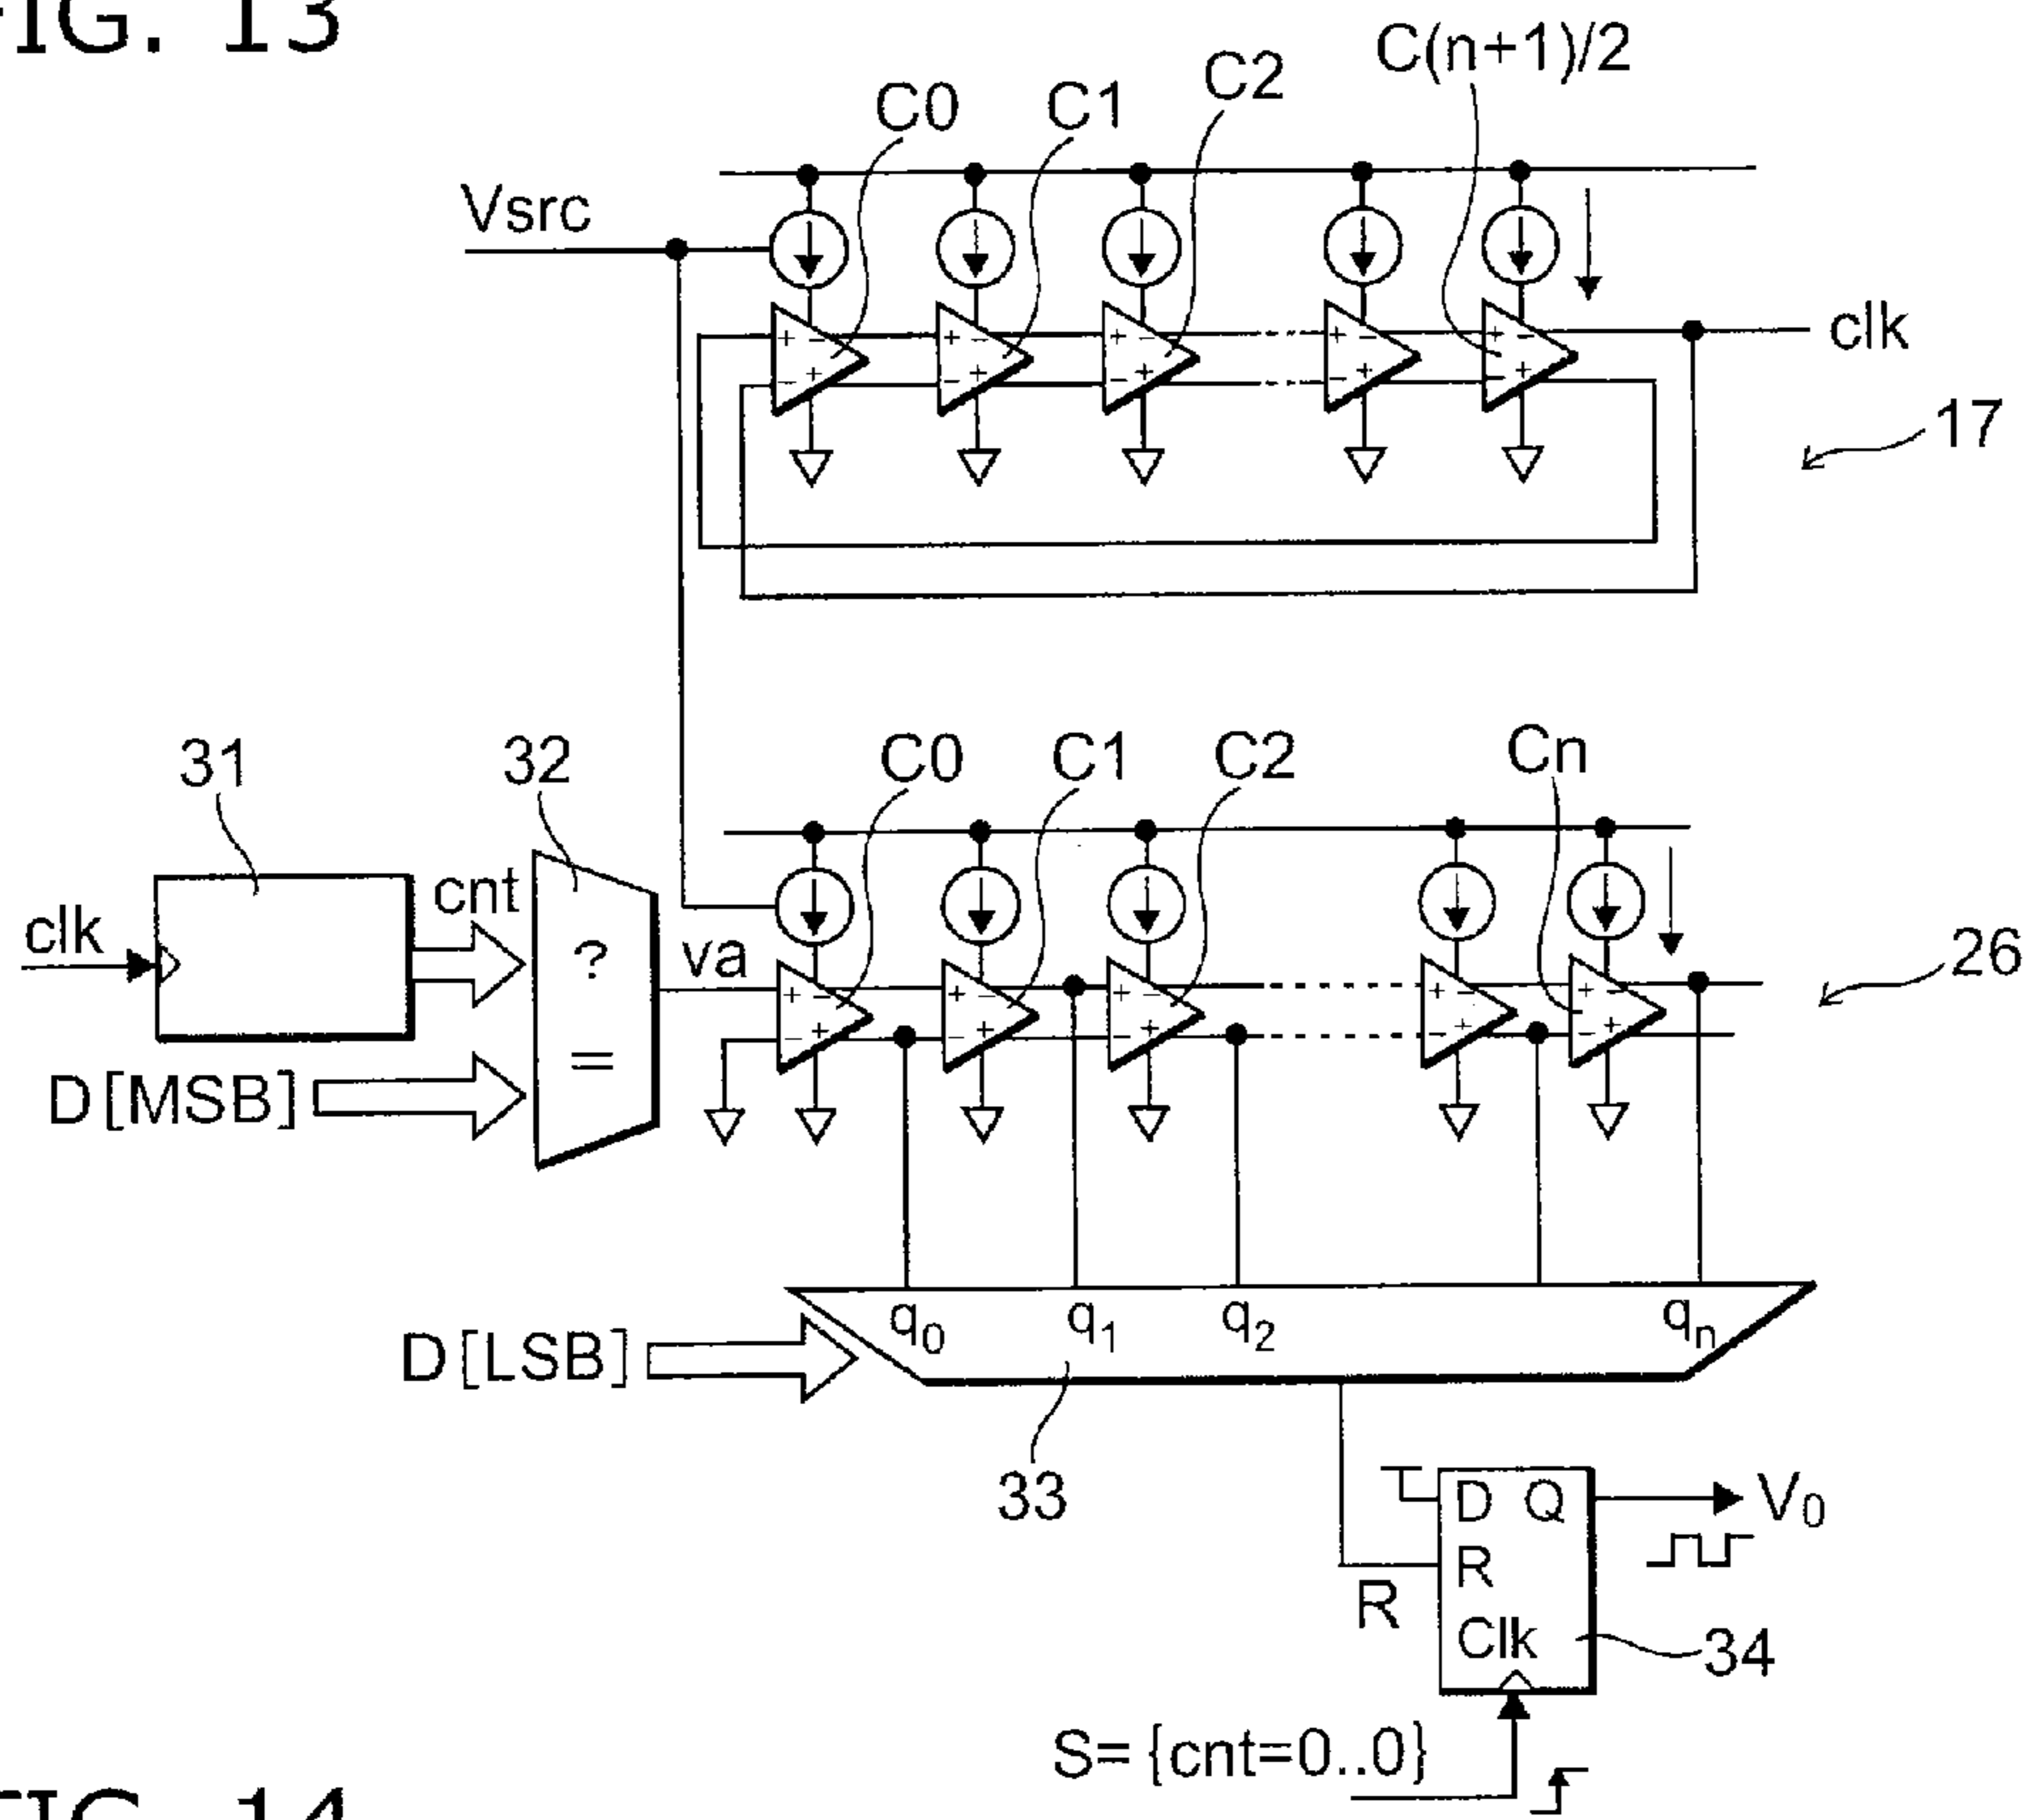 FIG. 13
C(n+1)/2
C0 C1 C2
Vsrc
+ − + − + − + − + −
clk
− + − + − + − + − +
17
31 32 C0 C1 C2 Cn
cnt
clk
?
va
26
+ − + − + − + − + −
− + − + − + − + − +
=
D[MSB]
q0 q1 q2 qn
D[LSB]
33
D Q
V0
R
R
Clk
34
S= {cnt=0..0}
FIG. 14